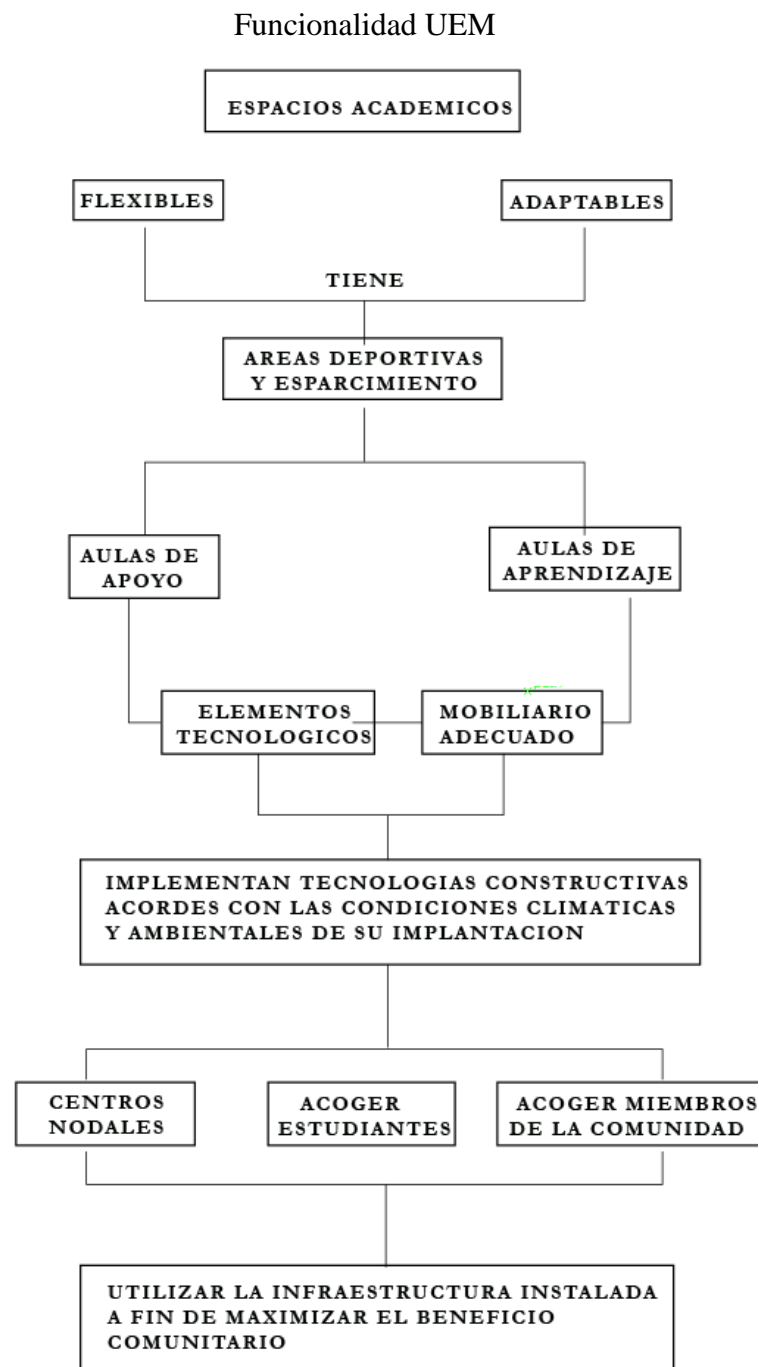 Funcionalidad UEM
ESPACIOS ACADEMICOS
FLEXIBLES
ADAPTABLES
TIENE
AREAS DEPORTIVAS
Y ESPARCIMIENTO
AULAS DE
APOYO
AULAS DE
APRENDIZAJE
ELEMENTOS
TECNOLOGICOS
MOBILIARIO
ADECUADO
IMPLEMENTAN TECNOLOGIAS CONSTRUCTIVAS
ACORDES CON LAS CONDICIONES CLIMATICAS
Y AMBIENTALES DE SU IMPLANTACION
CENTROS
NODALES
ACOGER
ESTUDIANTES
ACOGER MIEMBROS
DE LA COMUNIDAD
UTILIZAR LA INFRAESTRUCTURA INSTALADA
A FIN DE MAXIMIZAR EL BENEFICIO
COMUNITARIO